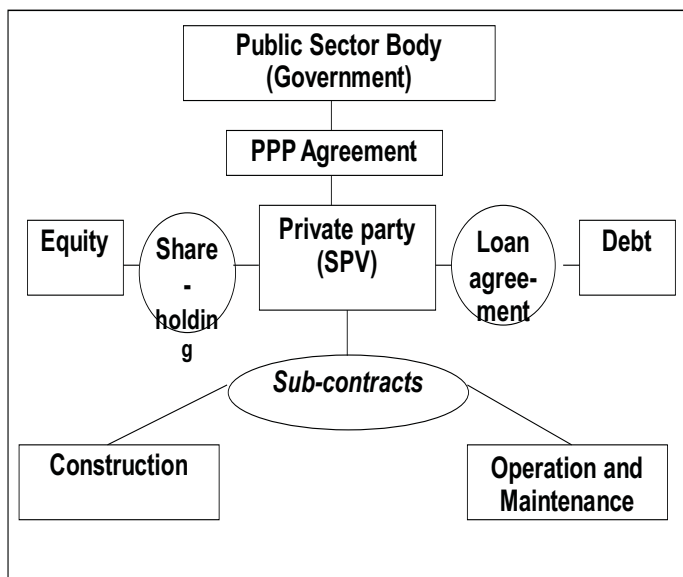 Public Sector Body
(Government)
PPP Agreement
Equity
Share
-
holdin
g
Private party
(SPV)
Loan
agree-
ment
Debt
Sub-contracts
Construction
Operation and
Maintenance